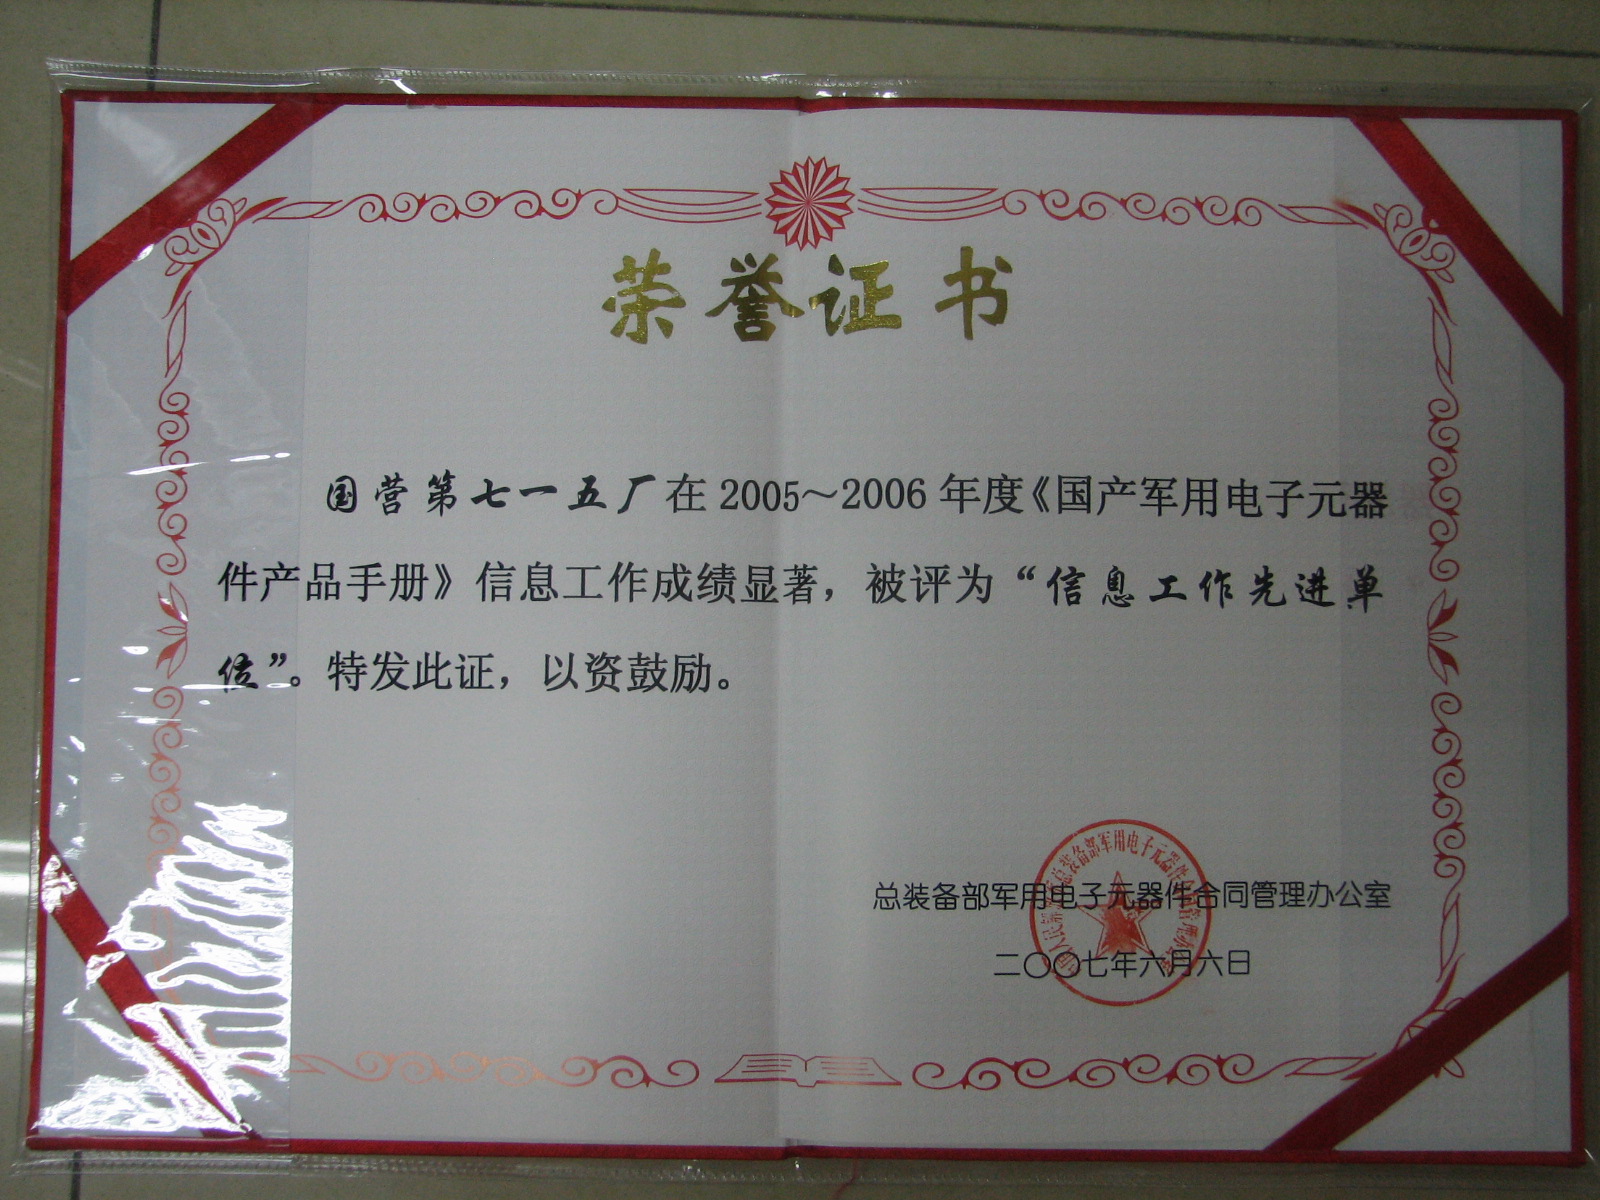 荣誉证书
国营第七一五厂在2005～2006年度《国产军用电子元器
件产品手册》信息工作成绩显著，被评为“信息工作先进单
位”。特发此证，以资鼓励。
总装备部军用电子元器件合同管理办公室
二〇〇七年六月六日